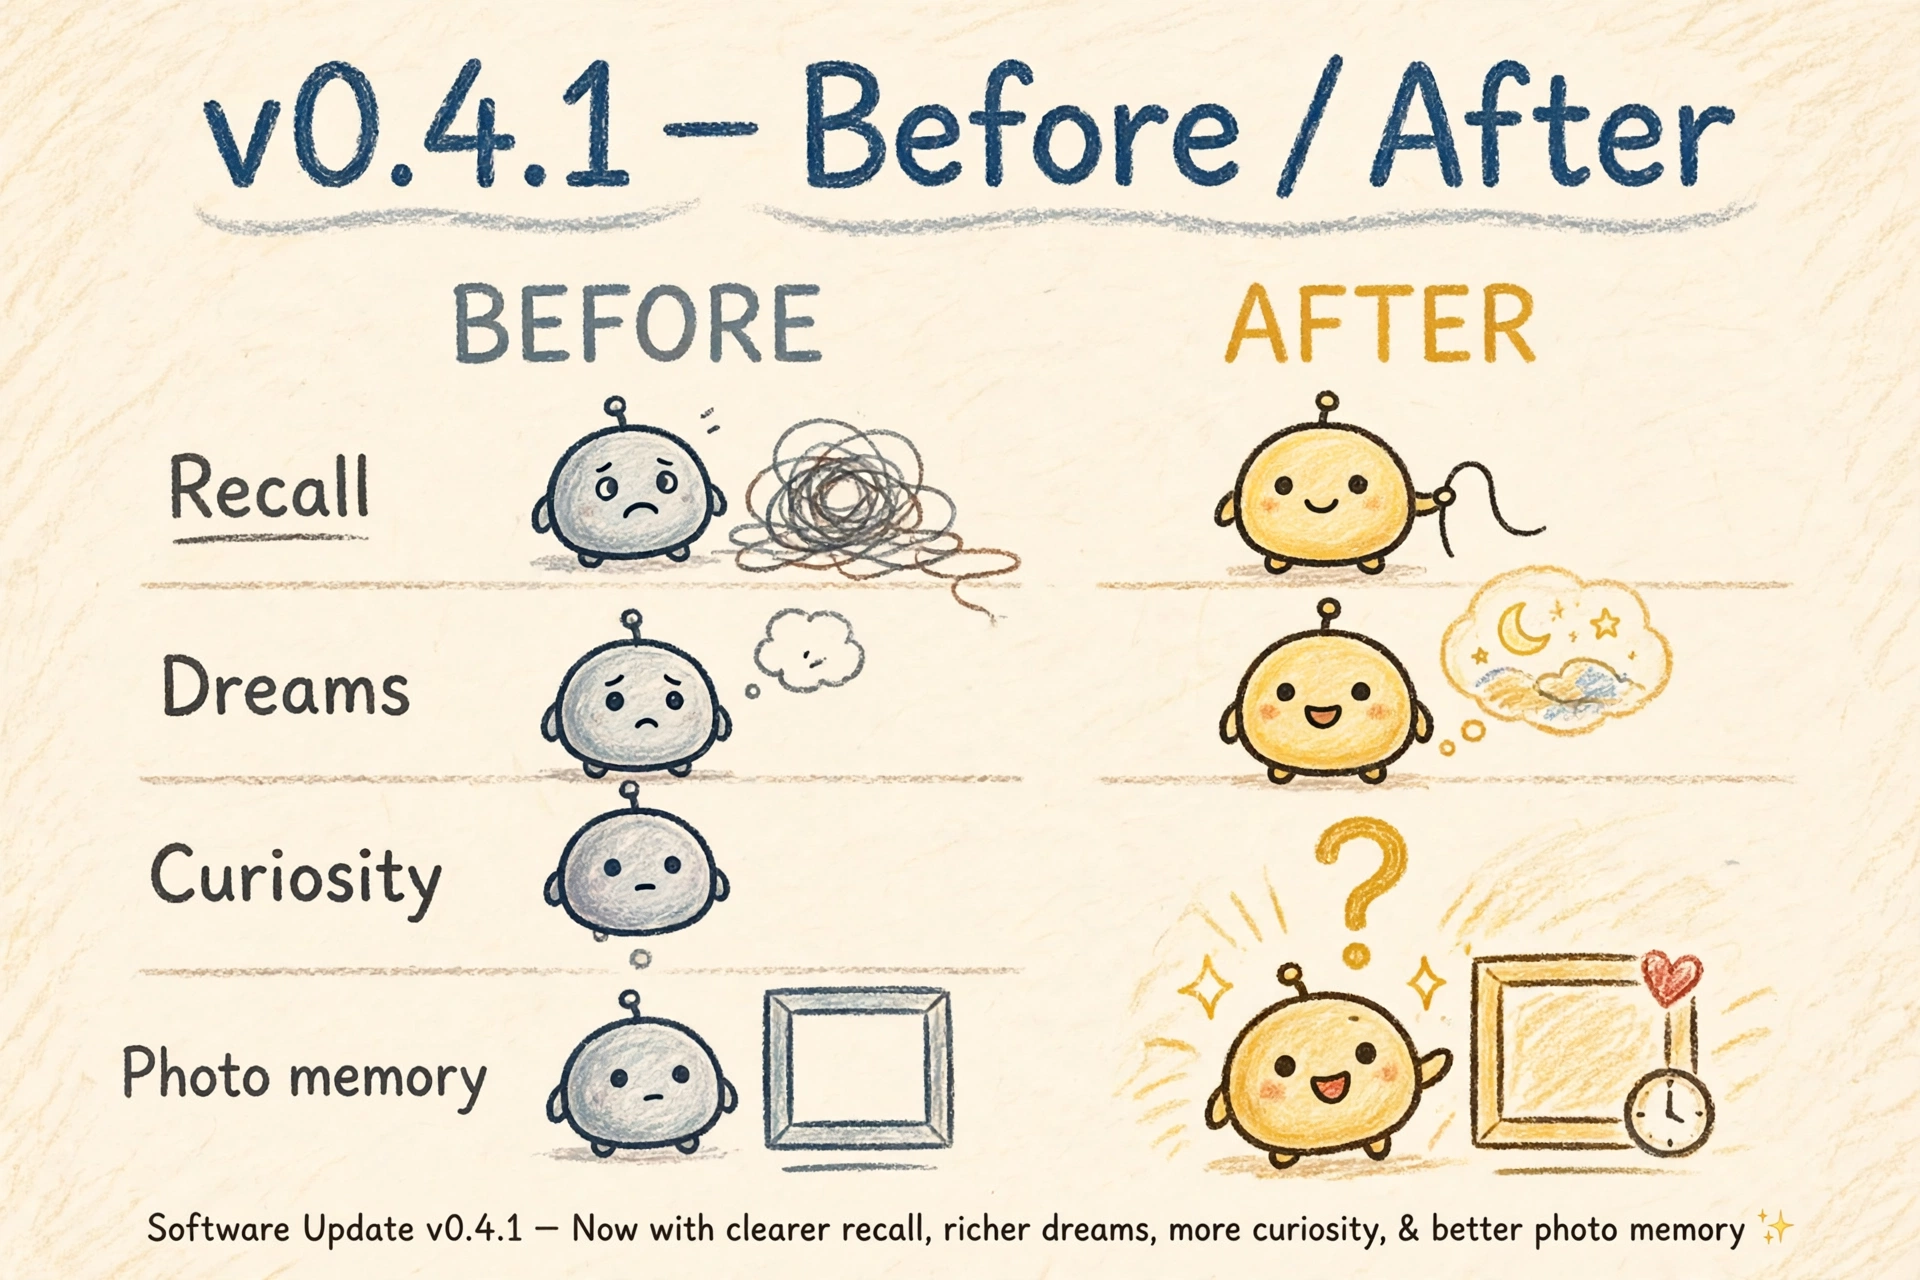 v0.4.1 — Before / After
BEFORE
AFTER
Recall
Dreams
Curiosity
?
Photo memory
Software Update v0.4.1 — Now with clearer recall, richer dreams, more curiosity, & better photo memory ✨